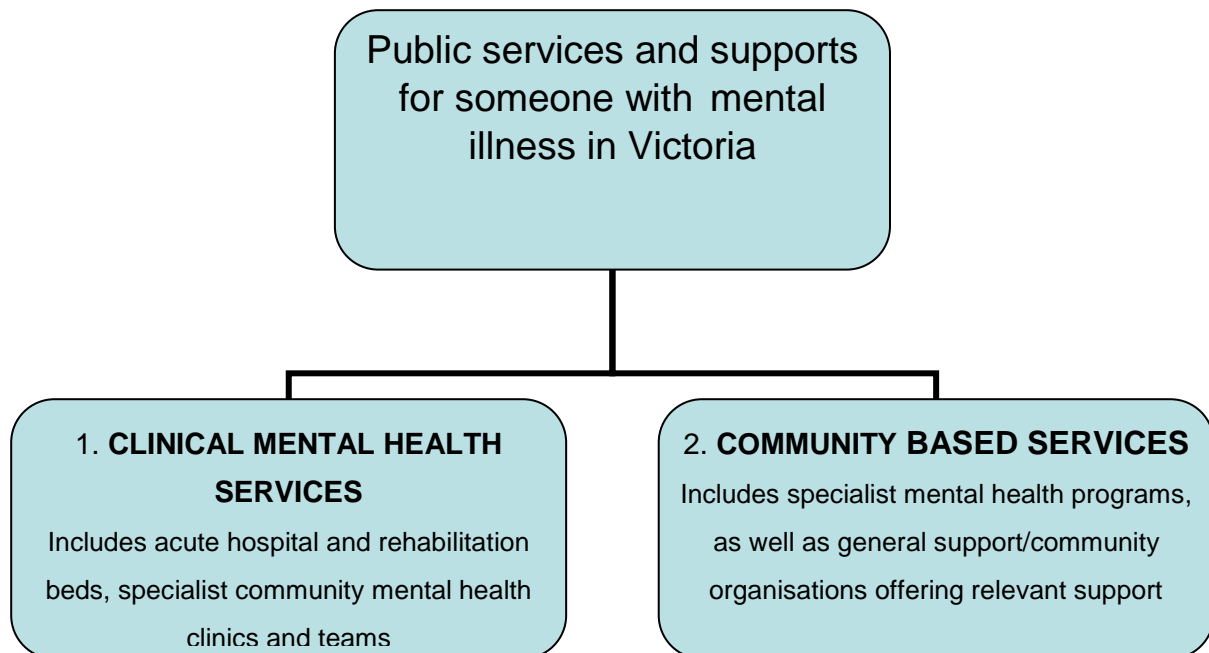 Public services and supports
for someone with mental
illness in Victoria
1. CLINICAL MENTAL HEALTH
SERVICES
Includes acute hospital and rehabilitation
beds, specialist community mental health
clinics and teams
2. COMMUNITY BASED SERVICES
Includes specialist mental health programs,
as well as general support/community
organisations offering relevant support